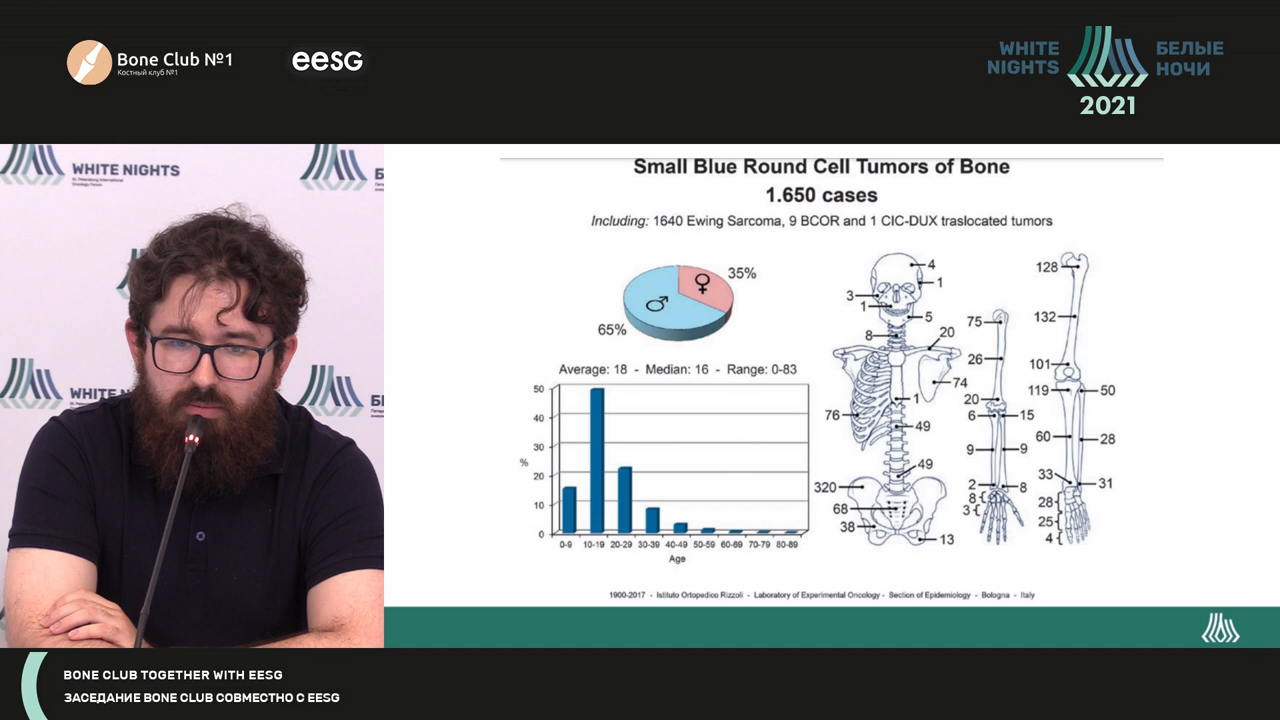 Bone Club №1
Костный клуб №1
eesg
WHITE NIGHTS
БЕЛЫЕ НОЧИ
2021
WHITE NIGHTS
St. Petersburg International
Oncology Forum
Б
WHITE N
Б
Small Blue Round Cell Tumors of Bone
1.650 cases
Including: 1640 Ewing Sarcoma, 9 BCOR and 1 CIC-DUX traslocated tumors
35%
65%
Average: 18 - Median: 16 - Range: 0-83
50
40
30
20
10
0
%
0-9 10-19 20-29 30-39 40-49 50-59 60-69 70-79 80-89
Age
4
1
3
1
5
8
20
74
1
76
49
49
320
68
38
13
75
26
20
6
15
9
9
2
8
8
3
128
132
101
119
50
60
28
33
31
28
25
4
1900-2017 - Istituto Ortopedico Rizzoli - Laboratory of Experimental Oncology - Section of Epidemiology - Bologna - Italy
BONE CLUB TOGETHER WITH EESG
ЗАСЕДАНИЕ BONE CLUB СОВМЕСТНО С EESG